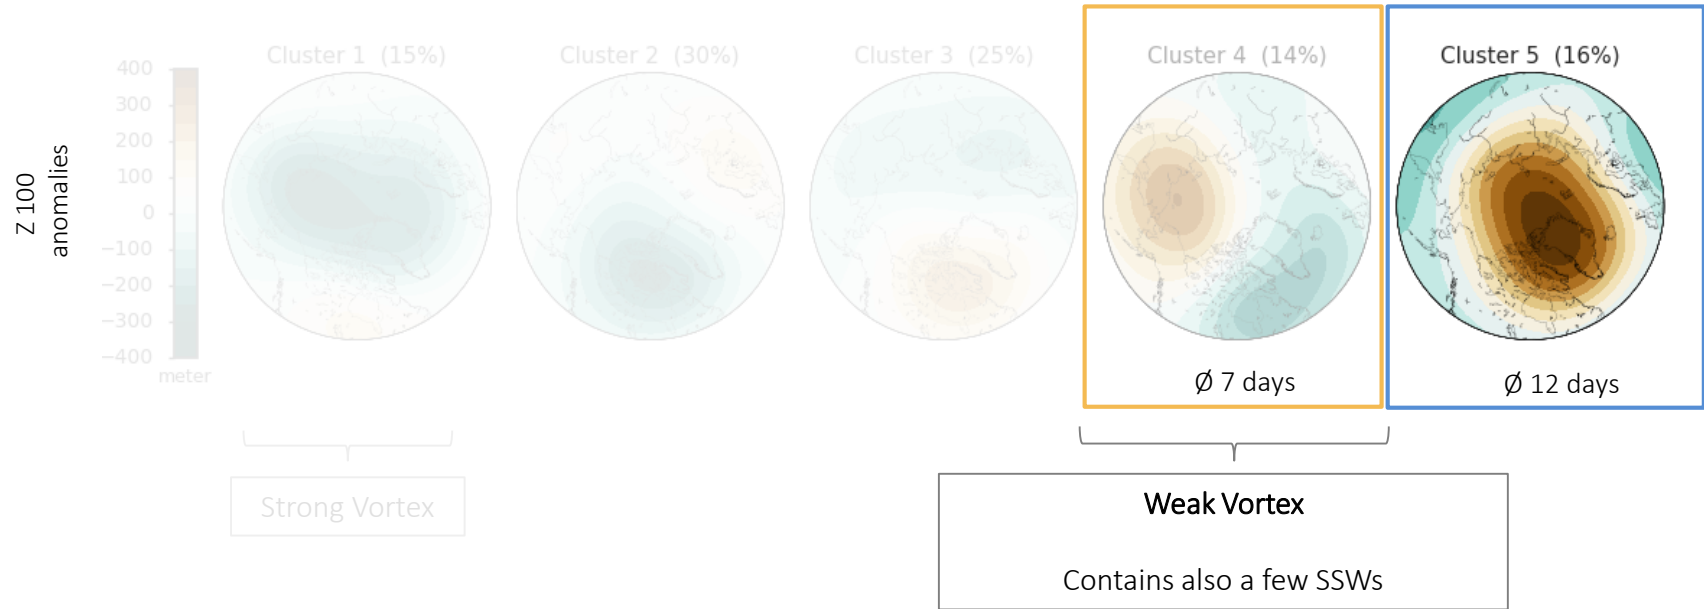 Cluster 1 (15%)
Cluster 2 (30%)
Cluster 3 (25%)
Cluster 4 (14%)
Cluster 5 (16%)
Z 100
anomalies
400
300
200
100
0
−100
−200
−300
−400
meter
Ø 7 days
Ø 12 days
Strong Vortex
Weak Vortex
Contains also a few SSWs